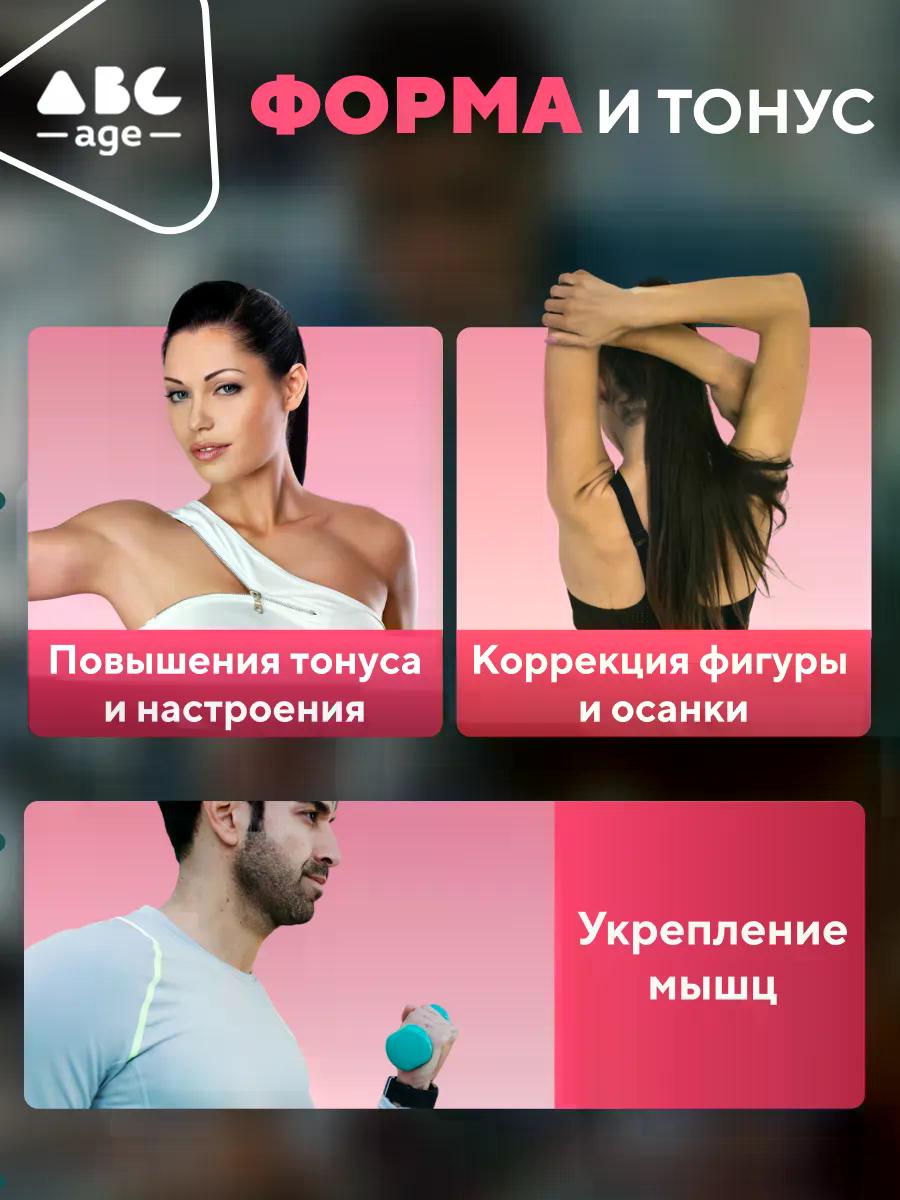 ABC
age
ФОРМА И ТОНУС
Повышения тонуса
и настроения
Коррекция фигуры
и осанки
Укрепление
мышц